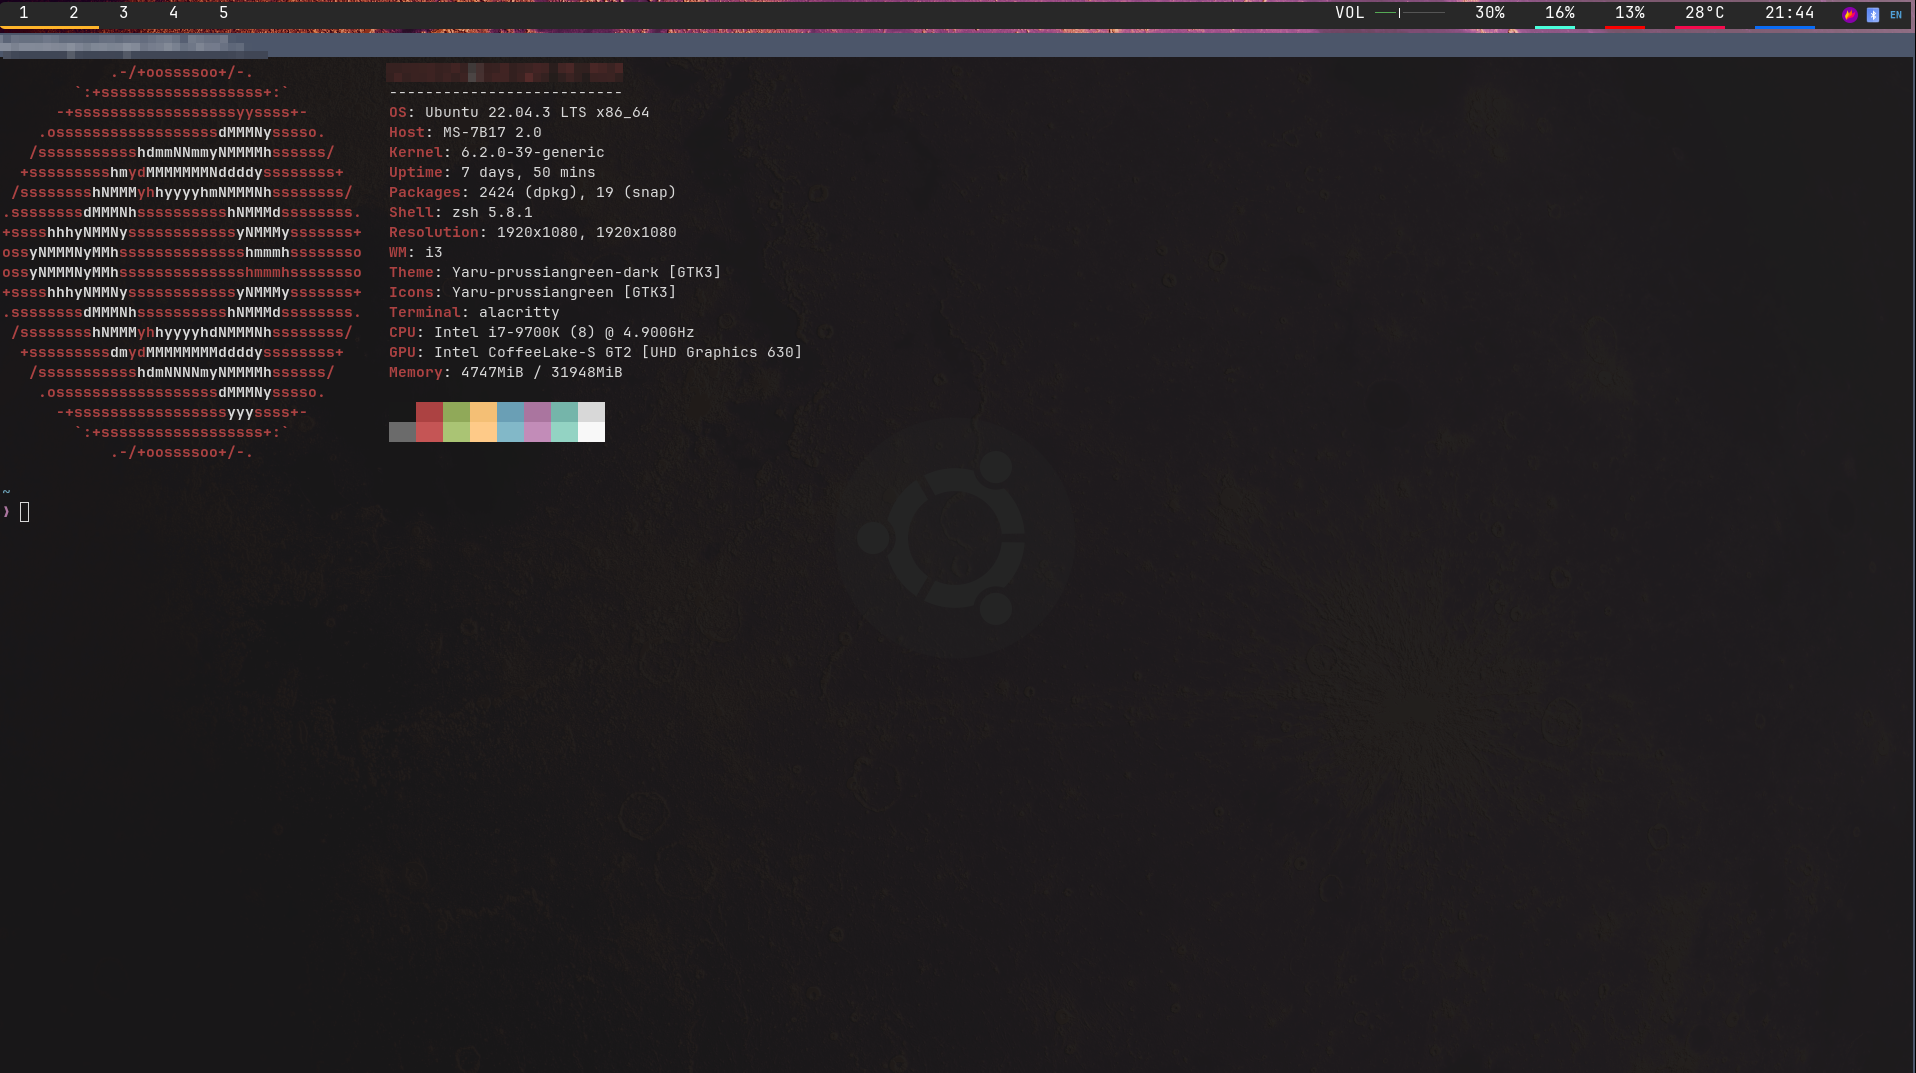 1 2 3 4 5 VOL 30% 16% 13% 28°C 21:44 EN
.-/+oossssoo+/-.
`:+ssssssssssssssssss+:` --------------------------
-+ssssssssssssssssssyyssss+- OS: Ubuntu 22.04.3 LTS x86_64
.ossssssssssssssssssdMMMNysssso. Host: MS-7B17 2.0
/ssssssssssshdmmNNmmyNMMMMhssssss/ Kernel: 6.2.0-39-generic
+ssssssssshmydMMMMMMMNddddyssssssss+ Uptime: 7 days, 50 mins
/sssssssshNMMMyhhyyyyhmNMMMNhssssssss/ Packages: 2424 (dpkg), 19 (snap)
.ssssssssdMMMNhsssssssssshNMMMdssssssss. Shell: zsh 5.8.1
+sssshhhyNMMNyssssssssssssyNMMMysssssss+ Resolution: 1920x1080, 1920x1080
ossyNMMMNyMMhsssssssssssssshmmmhssssssso WM: i3
ossyNMMMNyMMhsssssssssssssshmmmhssssssso Theme: Yaru-prussiangreen-dark [GTK3]
+sssshhhyNMMNyssssssssssssyNMMMysssssss+ Icons: Yaru-prussiangreen [GTK3]
.ssssssssdMMMNhsssssssssshNMMMdssssssss. Terminal: alacritty
/sssssssshNMMMyhhyyyyhdNMMMNhssssssss/ CPU: Intel i7-9700K (8) @ 4.900GHz
+sssssssssdmydMMMMMMMMddddyssssssss+ GPU: Intel CoffeeLake-S GT2 [UHD Graphics 630]
/ssssssssssshdmNNNNmyNMMMMhssssss/ Memory: 4747MiB / 31948MiB
.ossssssssssssssssssdMMMNysssso.
-+sssssssssssssssssyyyssss+-
`:+ssssssssssssssssss+:`
.-/+oossssoo+/-.
~
❯